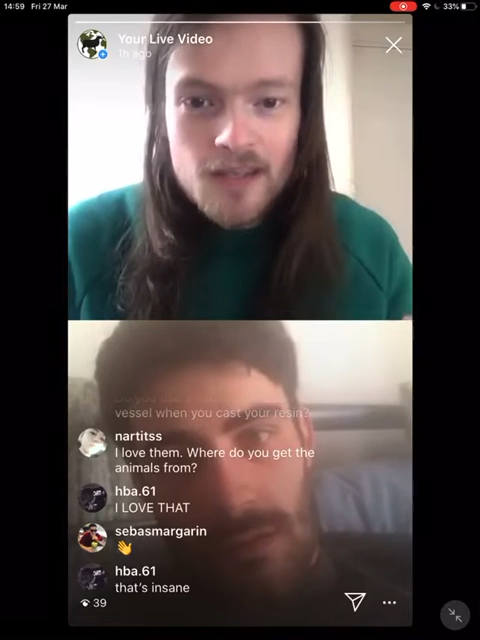 14:59 Fri 27 Mar
33%
Your Live Video
1h ago
vessel when you cast your resin?
nartitss
I love them. Where do you get the
animals from?
hba.61
I LOVE THAT
sebasmargarin
👋
hba.61
that's insane
39